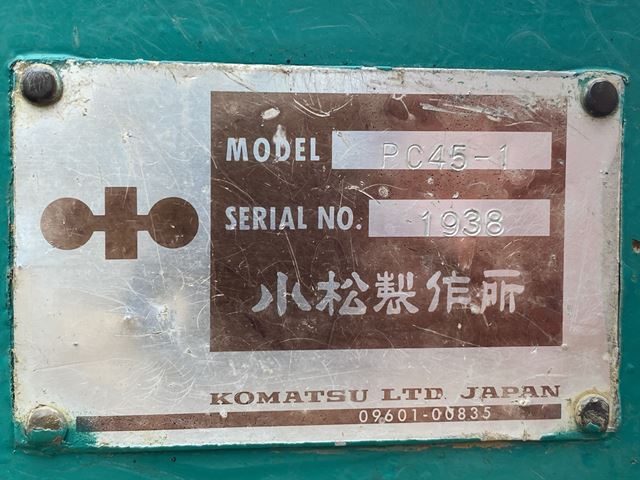 MODEL PC45-1
SERIAL NO. 1938
小松製作所
KOMATSU LTD. JAPAN
09601-00835